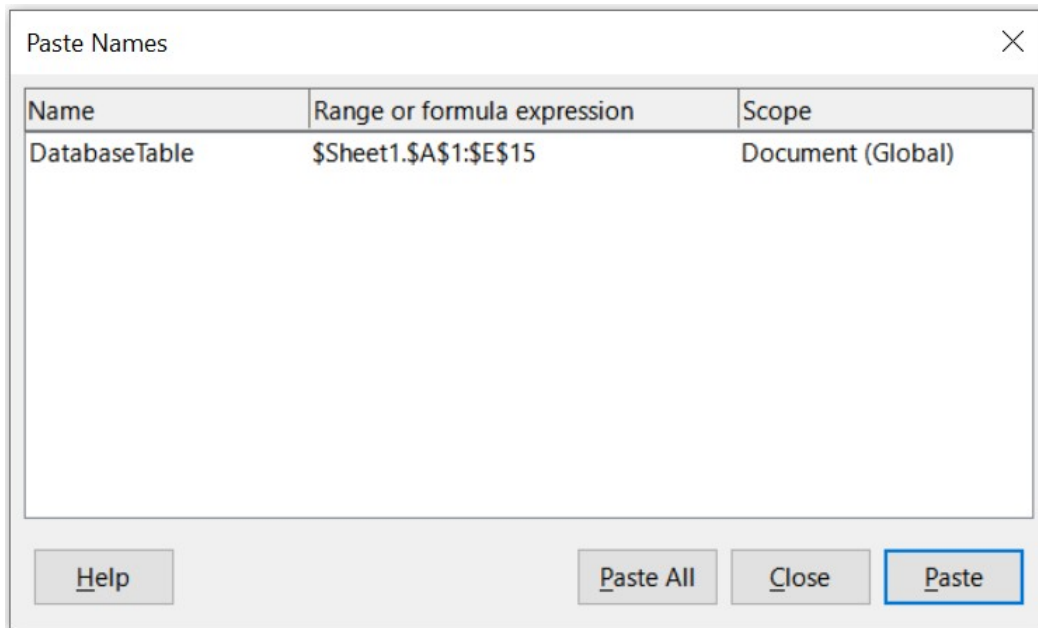 Paste Names
Name Range or formula expression Scope
DatabaseTable $Sheet1.$A$1:$E$15 Document (Global)
Help Paste All Close Paste